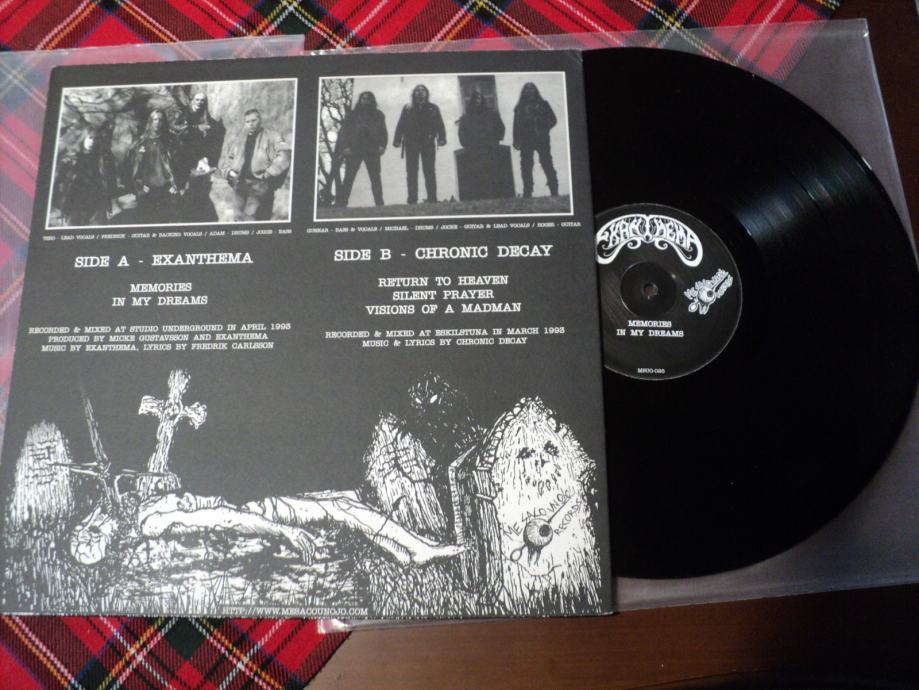 TERO - LEAD VOCALS / FREDRIK - GUITAR & BACKING VOCALS / ADAM - DRUMS / JOGGE - BASS
GUNNAR - BASS & VOCALS / MICHAEL - DRUMS / JOCKE - GUITAR & LEAD VOCALS / ROGER - GUITAR
SIDE A - EXANTHEMA
MEMORIES
IN MY DREAMS
RECORDED & MIXED AT STUDIO UNDERGROUND IN APRIL 1993
PRODUCED BY MICKE GUSTAVSSON AND EXANTHEMA
MUSIC BY EXANTHEMA, LYRICS BY FREDRIK CARLSSON
SIDE B - CHRONIC DECAY
RETURN TO HEAVEN
SILENT PRAYER
VISIONS OF A MADMAN
RECORDED & MIXED AT ESKILSTUNA IN MARCH 1993
MUSIC & LYRICS BY CHRONIC DECAY
HTTP://WWW.MESACOUNOJO.COM
EXANTHEMA
MEMORIES
IN MY DREAMS
MSUO-026